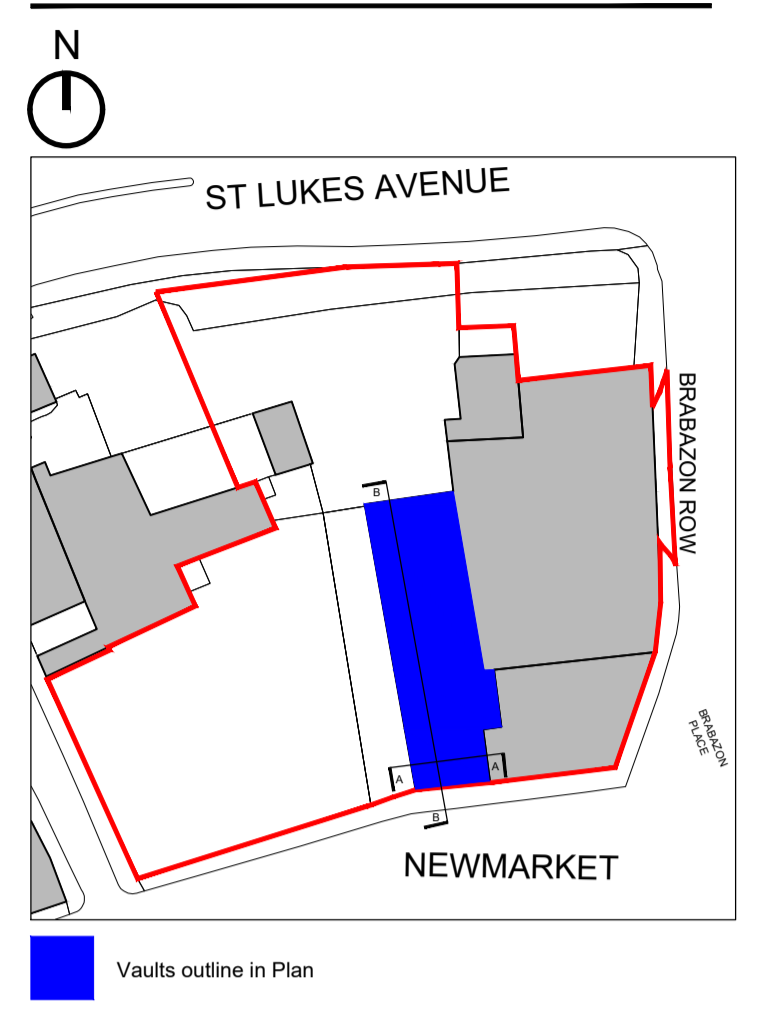 N
ST LUKES AVENUE
BRABAZON ROW
B
BRABAZON
PLACE
A
A
B
NEWMARKET
Vaults outline in Plan